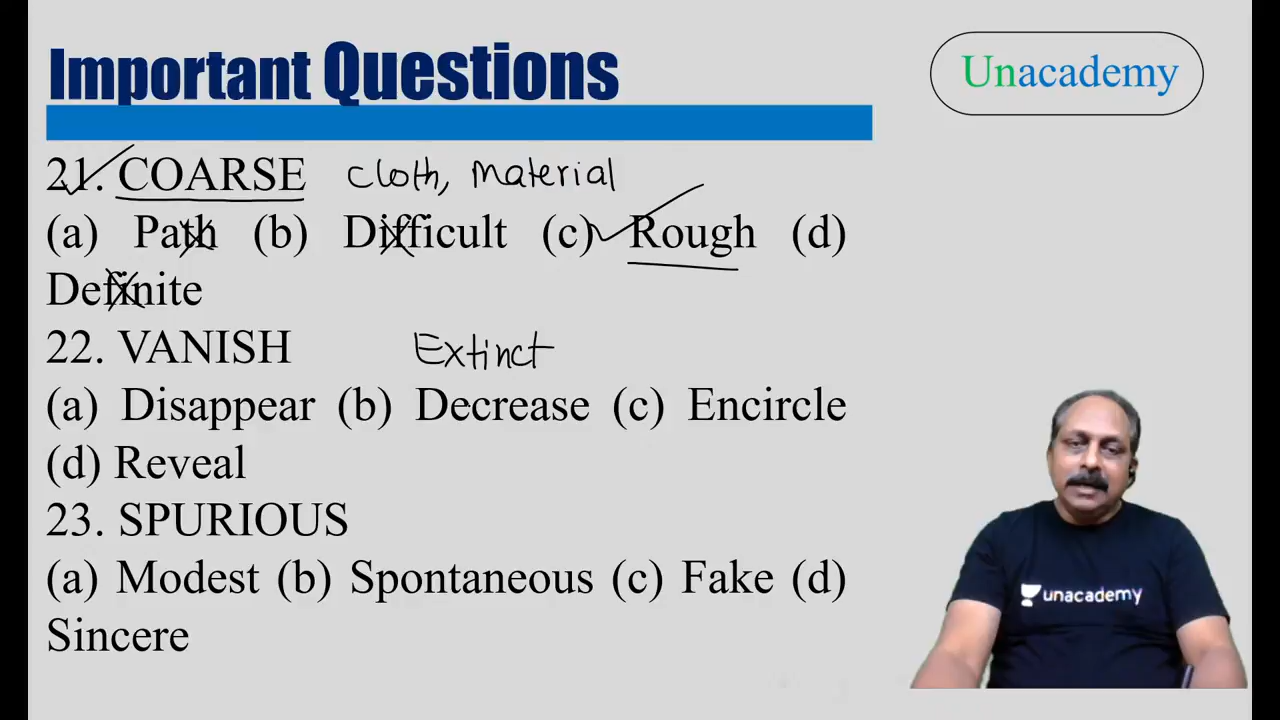 Important Questions
Unacademy
21. COARSE cloth, Material
(a) Path (b) Difficult (c) Rough (d)
Definite
22. VANISH Extinct
(a) Disappear (b) Decrease (c) Encircle
(d) Reveal
23. SPURIOUS
(a) Modest (b) Spontaneous (c) Fake (d)
Sincere
unacademy